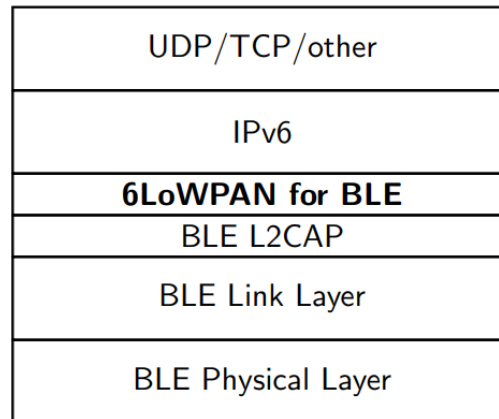 UDP/TCP/other
IPv6
6LoWPAN for BLE
BLE L2CAP
BLE Link Layer
BLE Physical Layer